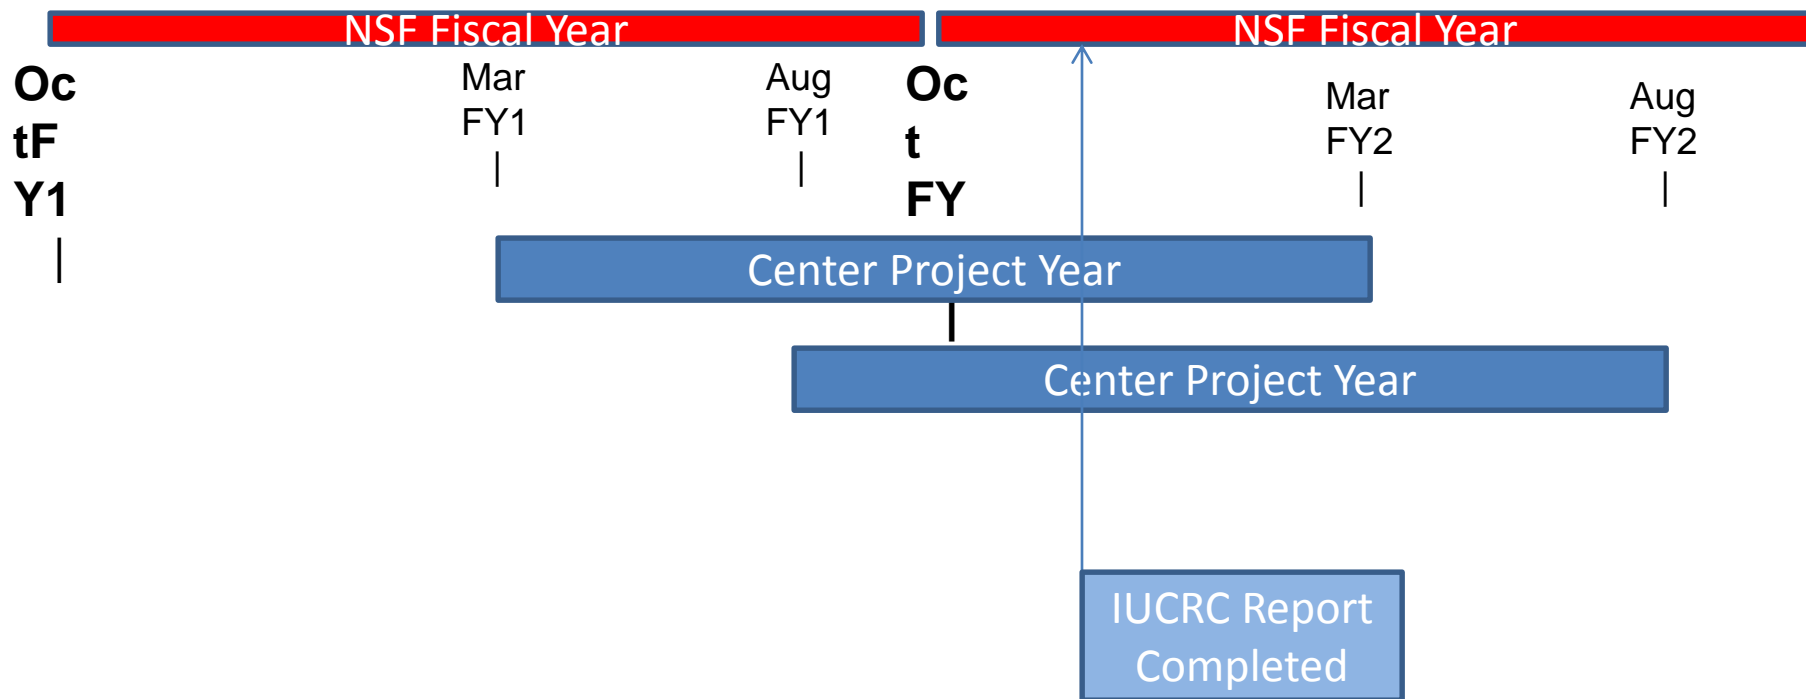 NSF Fiscal Year
NSF Fiscal Year
Oc
tF
Y1
|
Mar
FY1
|
Aug
FY1
|
Oc
t
FY
|
Mar
FY2
|
Aug
FY2
|
Center Project Year
Center Project Year
IUCRC Report
Completed